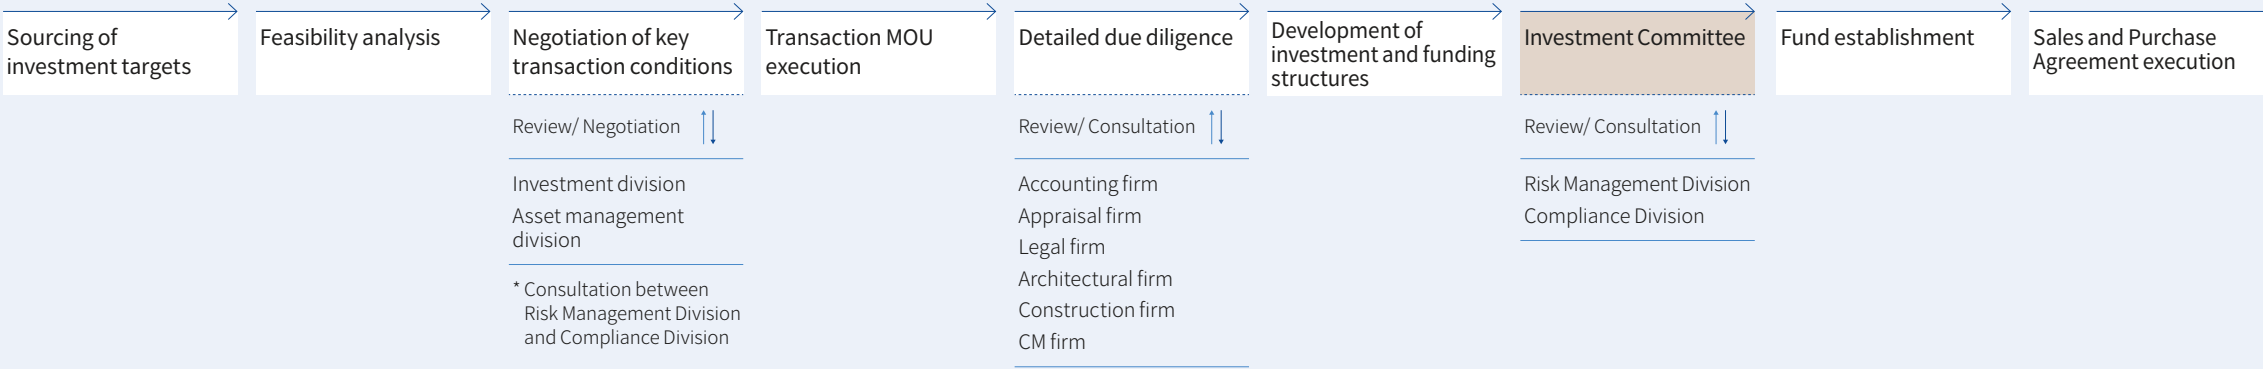 Sourcing of
investment targets
Feasibility analysis
Negotiation of key
transaction conditions
Transaction MOU
execution
Detailed due diligence
Development of
investment and funding
structures
Investment Committee
Fund establishment
Sales and Purchase
Agreement execution
Review/ Negotiation
Investment division
Asset management
division
* Consultation between
Risk Management Division
and Compliance Division
Review/ Consultation
Accounting firm
Appraisal firm
Legal firm
Architectural firm
Construction firm
CM firm
Review/ Consultation
Risk Management Division
Compliance Division